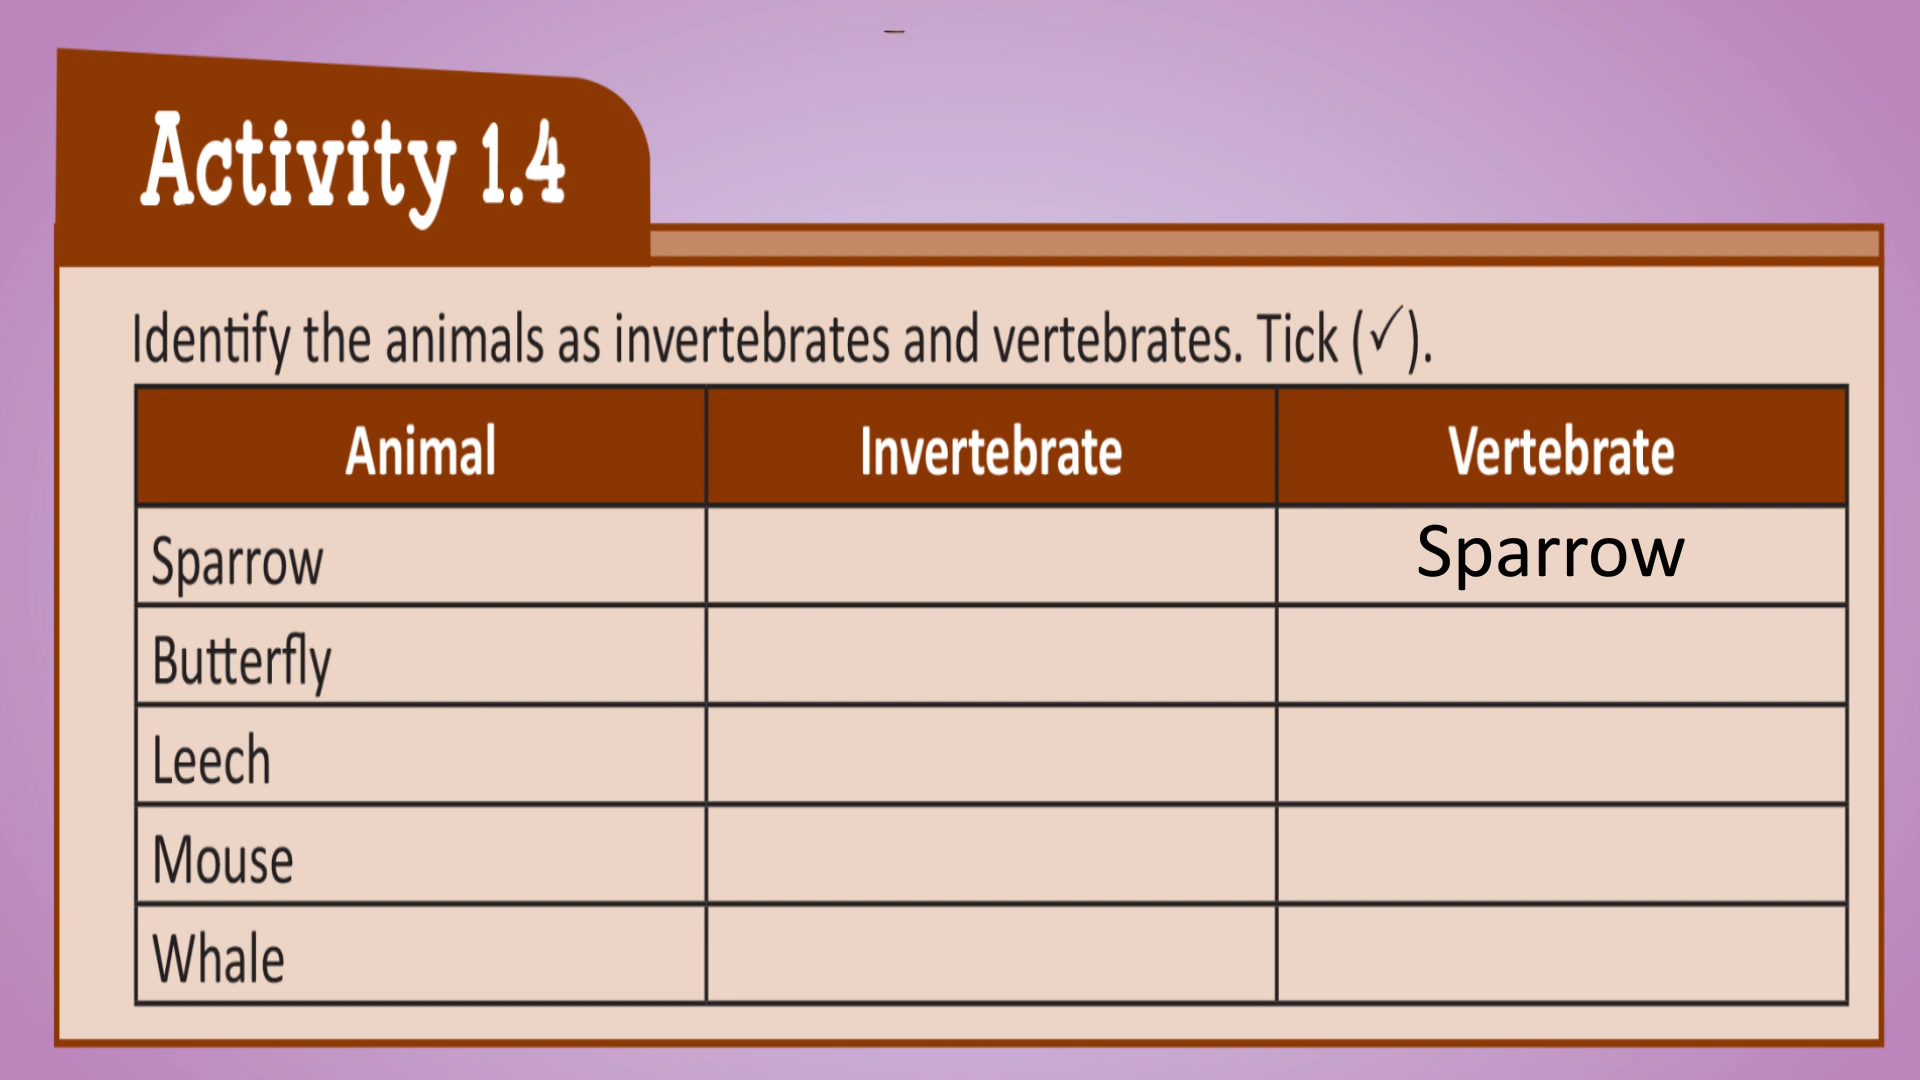 Activity 1.4
Identify the animals as invertebrates and vertebrates. Tick (✓).
Animal Invertebrate Vertebrate
Sparrow Sparrow
Butterfly
Leech
Mouse
Whale